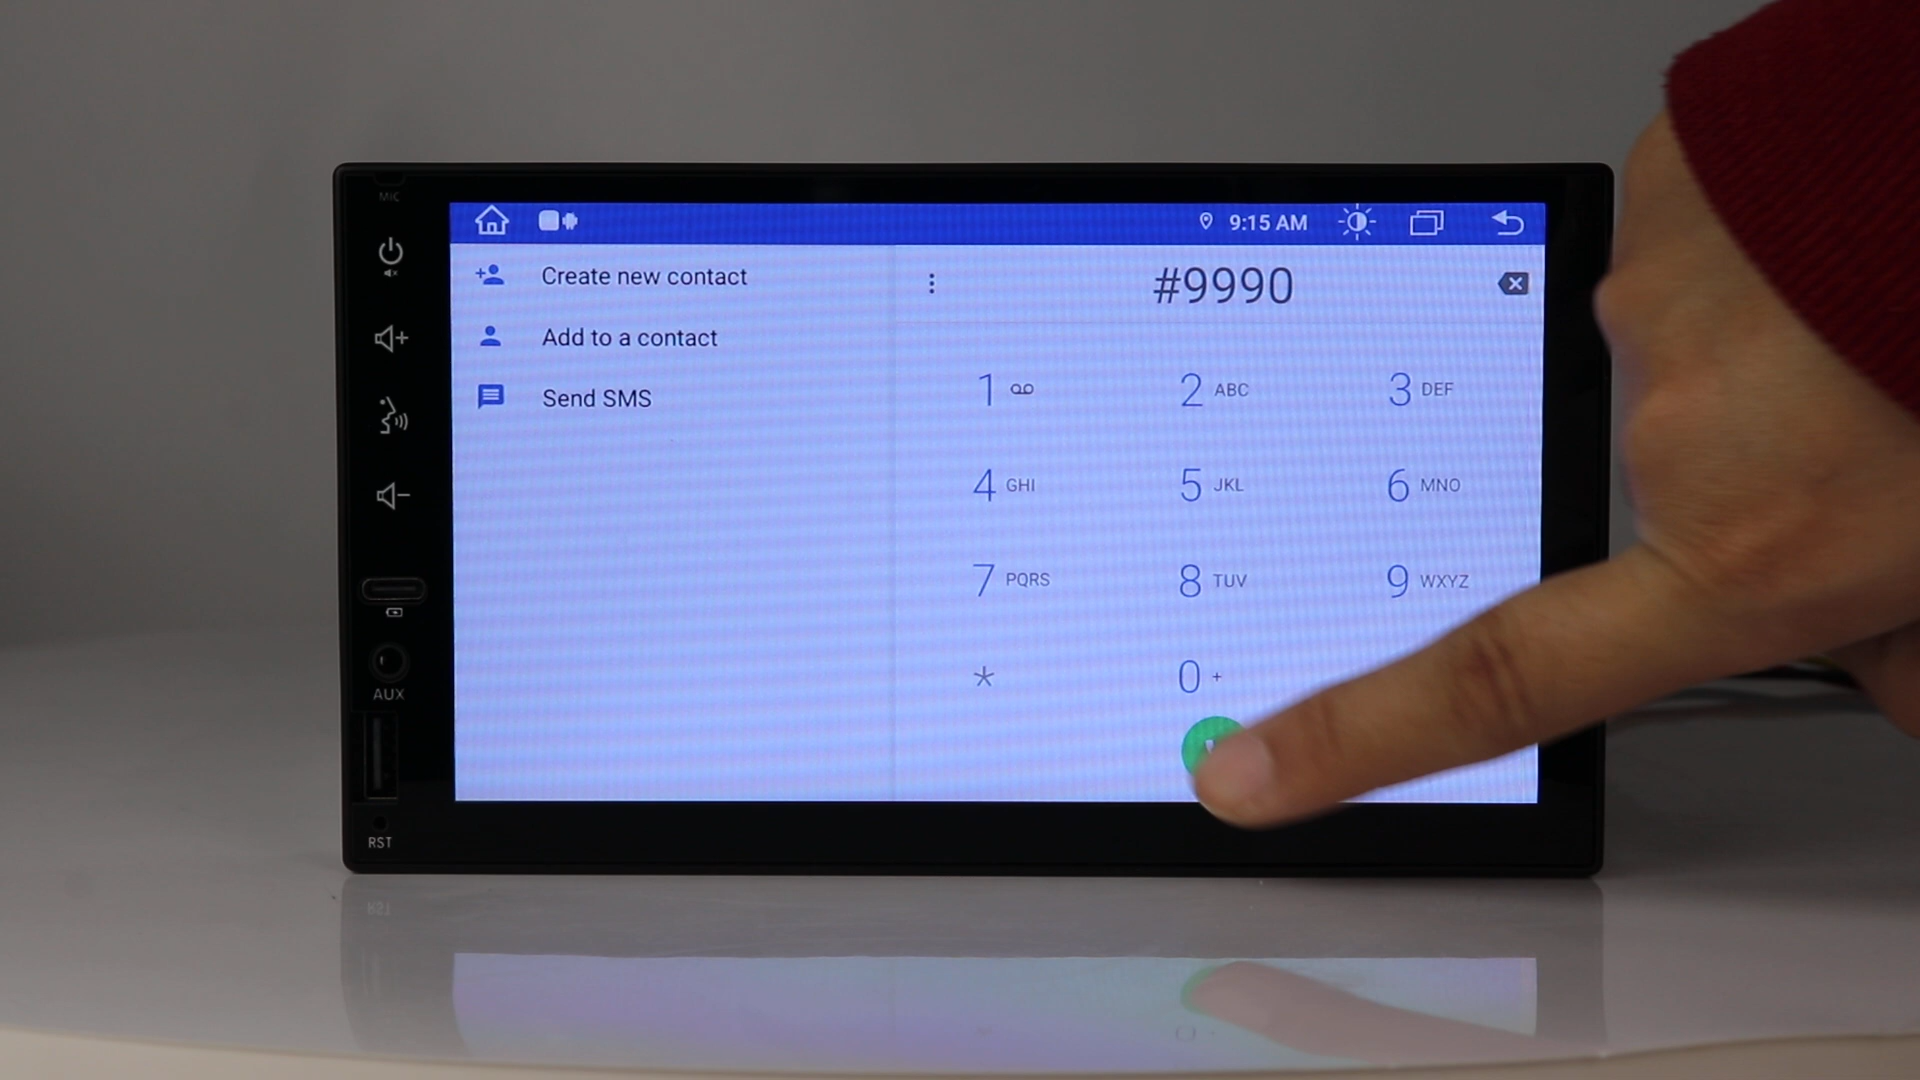 MIC
9:15 AM
Create new contact
Add to a contact
Send SMS
#9990
1
2 ABC
3 DEF
4 GHI
5 JKL
6 MNO
7 PQRS
8 TUV
9 WXYZ
*
0 +
AUX
RST